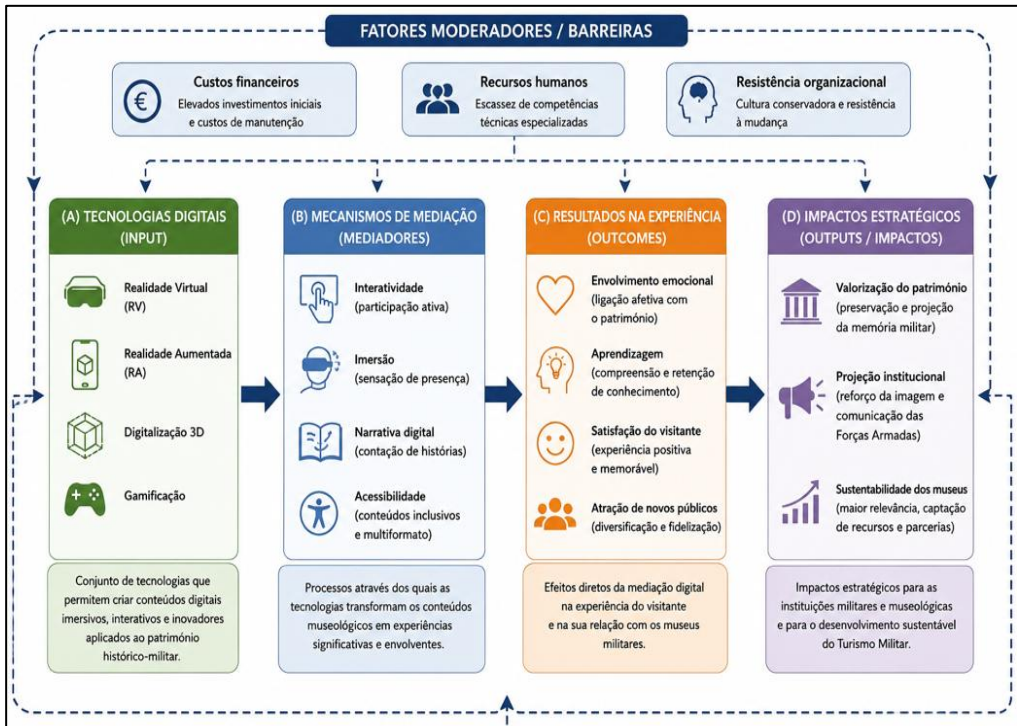 FATORES MODERADORES / BARREIRAS
Custos financeiros
Elevados investimentos iniciais
e custos de manutenção
€
Recursos humanos
Escassez de competências
técnicas especializadas
Resistência organizacional
Cultura conservadora e resistência
à mudança
(A) TECNOLOGIAS DIGITAIS
(INPUT)
Realidade Virtual
(RV)
Realidade Aumentada
(RA)
Digitalização 3D
Gamificação
Conjunto de tecnologias que
permitem criar conteúdos digitais
imersivos, interativos e inovadores
aplicados ao património
histórico-militar.
(B) MECANISMOS DE MEDIAÇÃO
(MEDIADORES)
Interatividade
(participação ativa)
Imersão
(sensação de presença)
Narrativa digital
(contação de histórias)
Acessibilidade
(conteúdos inclusivos
e multiformato)
Processos através dos quais as
tecnologias transformam os conteúdos
museológicos em experiências
significativas e envolventes.
(C) RESULTADOS NA EXPERIÊNCIA
(OUTCOMES)
Envolvimento emocional
(ligação afetiva com
o património)
Aprendizagem
(compreensão e retenção
de conhecimento)
Satisfação do visitante
(experiência positiva
e memorável)
Atração de novos públicos
(diversificação e fidelização)
Efeitos diretos da mediação digital
na experiência do visitante
e na sua relação com os museus
militares.
(D) IMPACTOS ESTRATÉGICOS
(OUTPUTS / IMPACTOS)
Valorização do património
(preservação e projeção
da memória militar)
Projeção institucional
(reforço da imagem e
comunicação das
Forças Armadas)
Sustentabilidade dos museus
(maior relevância, captação
de recursos e parcerias)
Impactos estratégicos para as
instituições militares e museológicas
e para o desenvolvimento sustentável
do Turismo Militar.